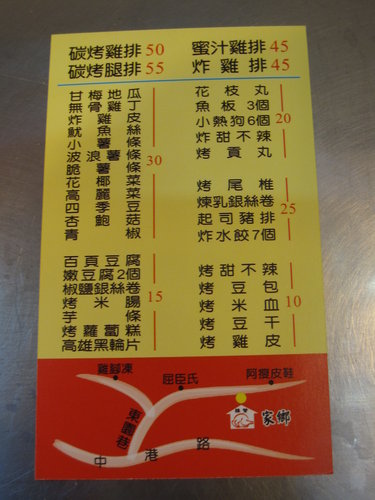 碳烤雞排 50
碳烤腿排 55
蜜汁雞排 45
炸雞排 45
甘梅地瓜
無骨雞丁
炸雞皮
魷魚絲
小薯條
波浪薯條
脆薯條
花椰菜
高麗菜
四季豆
杏鮑菇
青椒
30
百頁豆腐
嫩豆腐2個
椒鹽銀絲卷
烤米腸
芋條
烤蘿蔔糕
高雄黑輪片
15
花枝丸
魚板3個
小熱狗6個
炸甜不辣
烤貢丸
20
烤尾椎
煉乳銀絲卷
起司豬排
炸水餃7個
25
烤甜不辣
烤豆包
烤米血
烤豆干
烤雞皮
10
雞腳凍
屈臣氏
阿瘦皮鞋
東園巷
家鄉
中港路